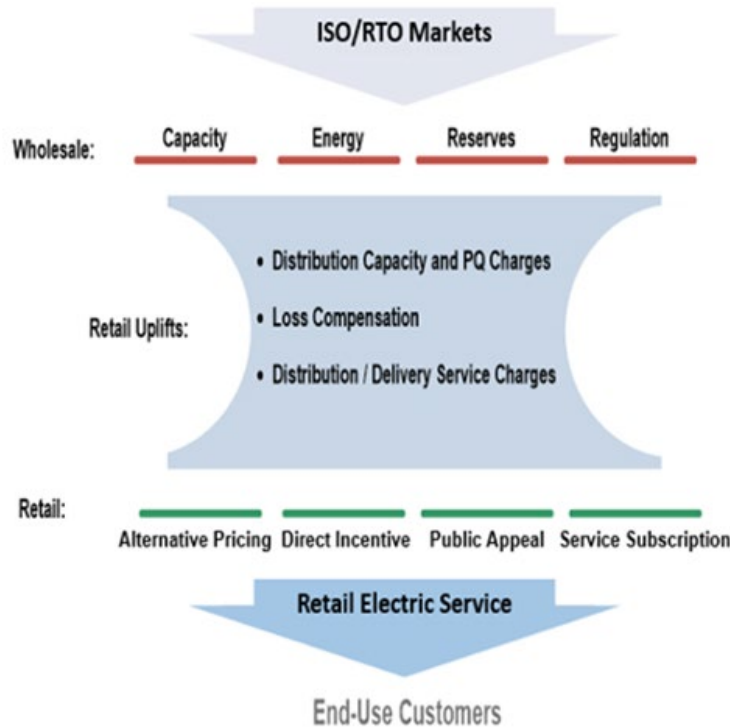 ISO/RTO Markets
Wholesale:
Capacity
Energy
Reserves
Regulation
Retail Uplifts:
• Distribution Capacity and PQ Charges
• Loss Compensation
• Distribution / Delivery Service Charges
Retail:
Alternative Pricing
Direct Incentive
Public Appeal
Service Subscription
Retail Electric Service
End-Use Customers